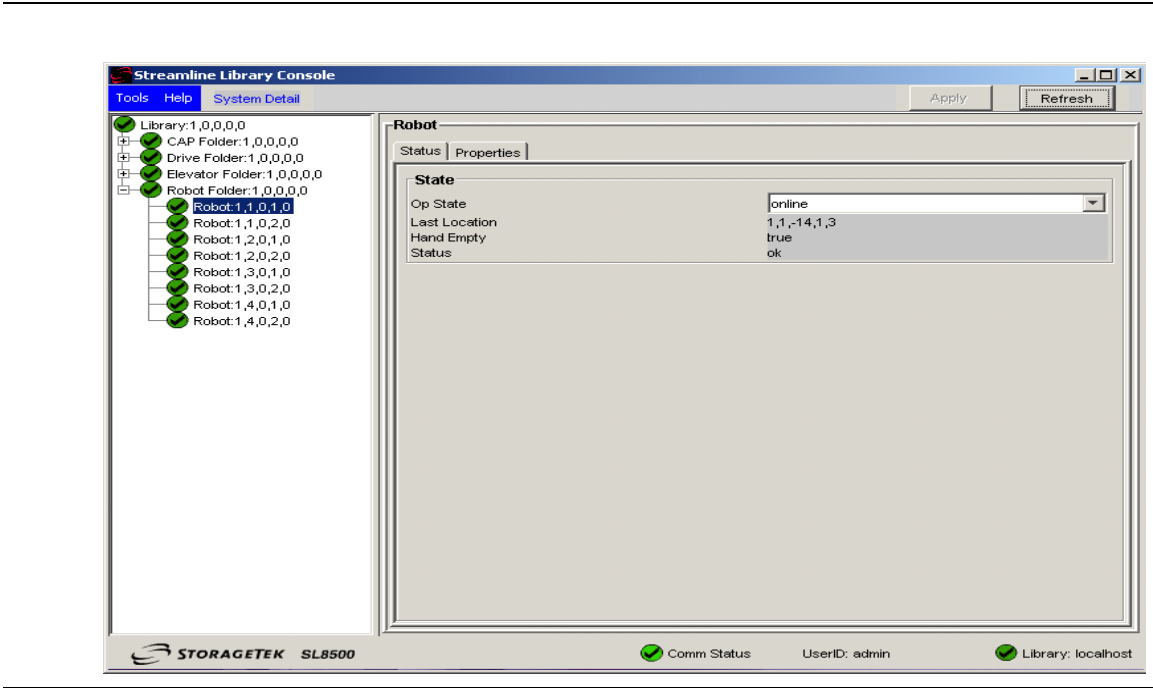 Streamline Library Console
Tools Help System Detail Apply Refresh
Library:1,0,0,0,0
CAP Folder:1,0,0,0,0
Drive Folder:1,0,0,0,0
Elevator Folder:1,0,0,0,0
Robot Folder:1,0,0,0,0
Robot:1,1,0,1,0
Robot:1,1,0,2,0
Robot:1,2,0,1,0
Robot:1,2,0,2,0
Robot:1,3,0,1,0
Robot:1,3,0,2,0
Robot:1,4,0,1,0
Robot:1,4,0,2,0
Robot
Status Properties
State
Op State online
Last Location 1,1,-14,1,3
Hand Empty true
Status ok
STORAGETEK SL8500 Comm Status UserID: admin Library: localhost